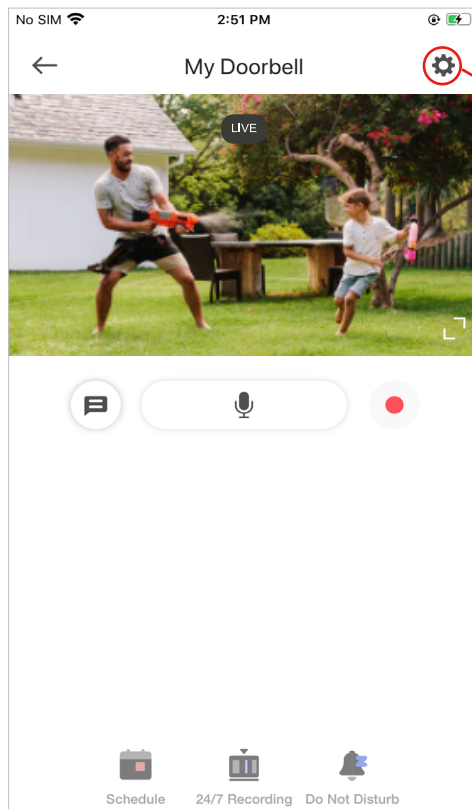 No SIM 2:51 PM
My Doorbell
LIVE
Schedule 24/7 Recording Do Not Disturb